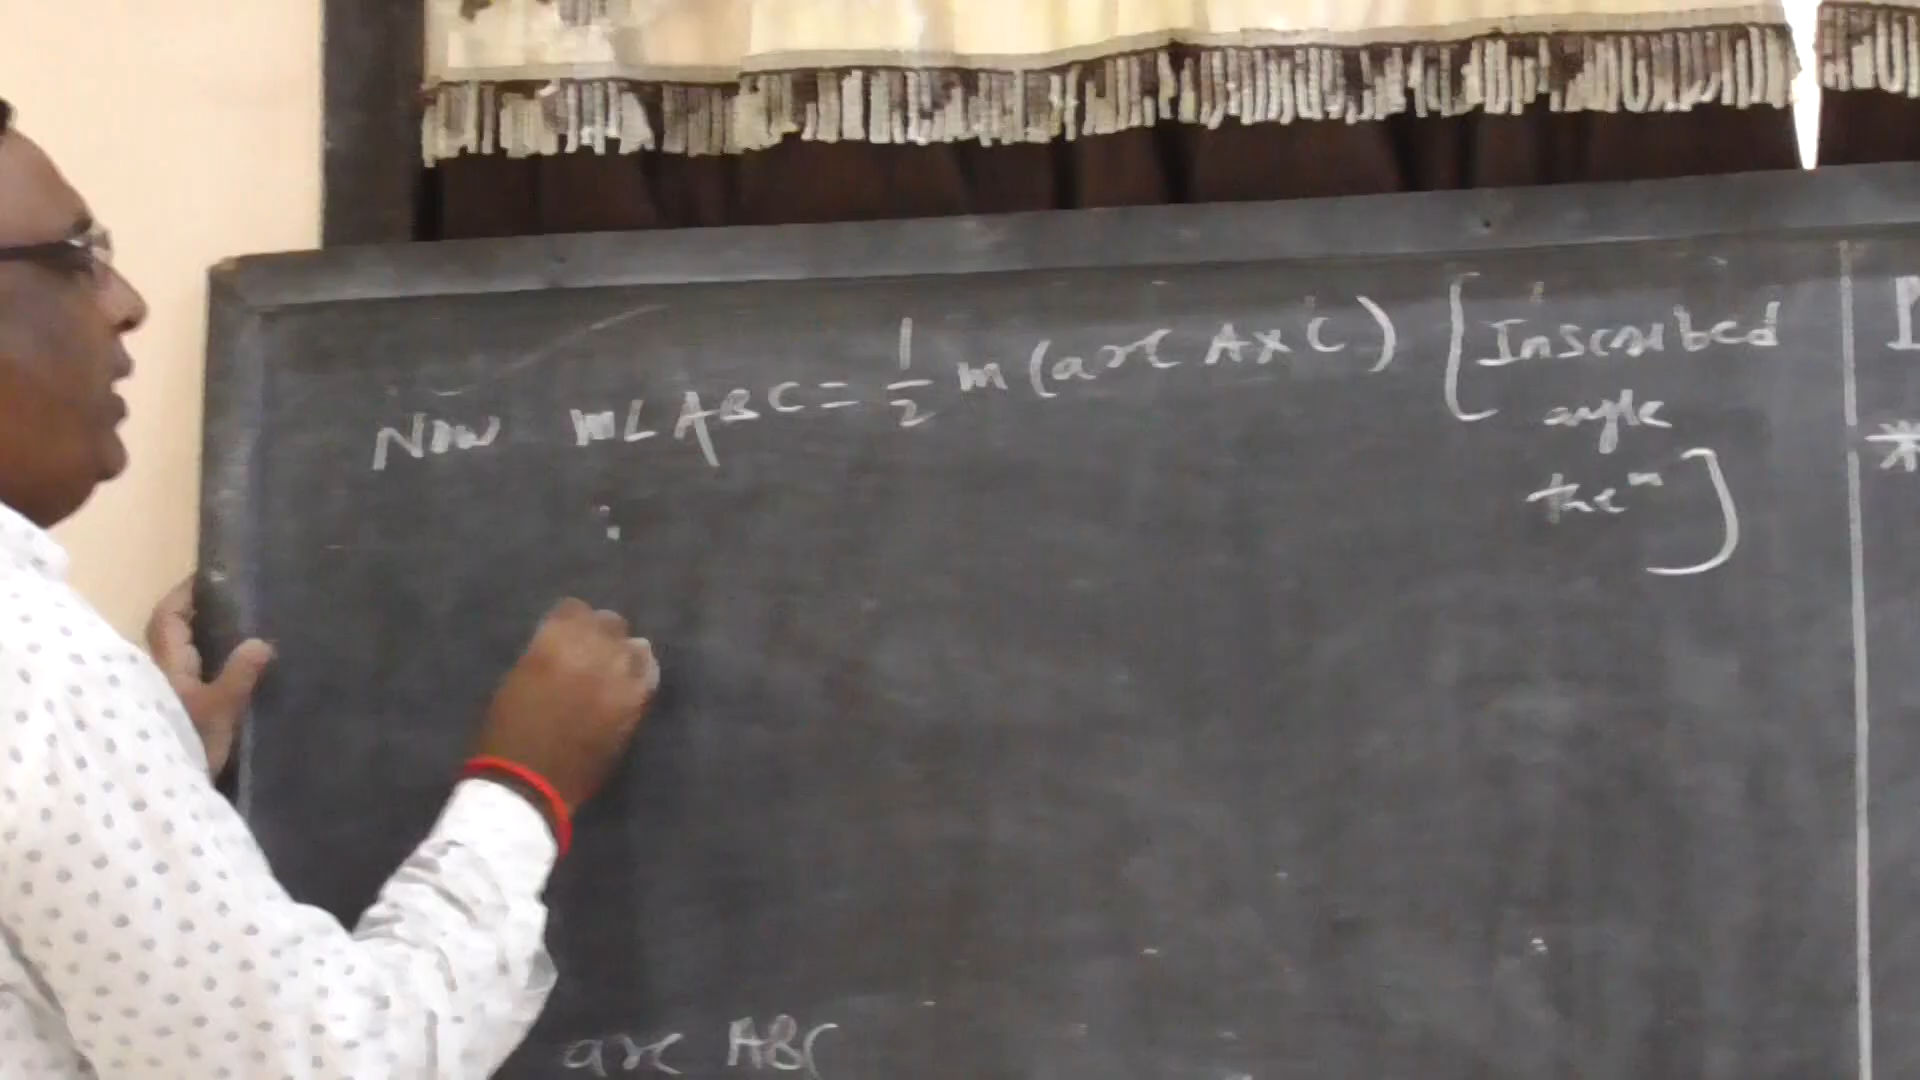 Now m∠ABC = 1/2 m(arc AXC) [Inscribed
angle
theᵐ]
∴
arc ABC